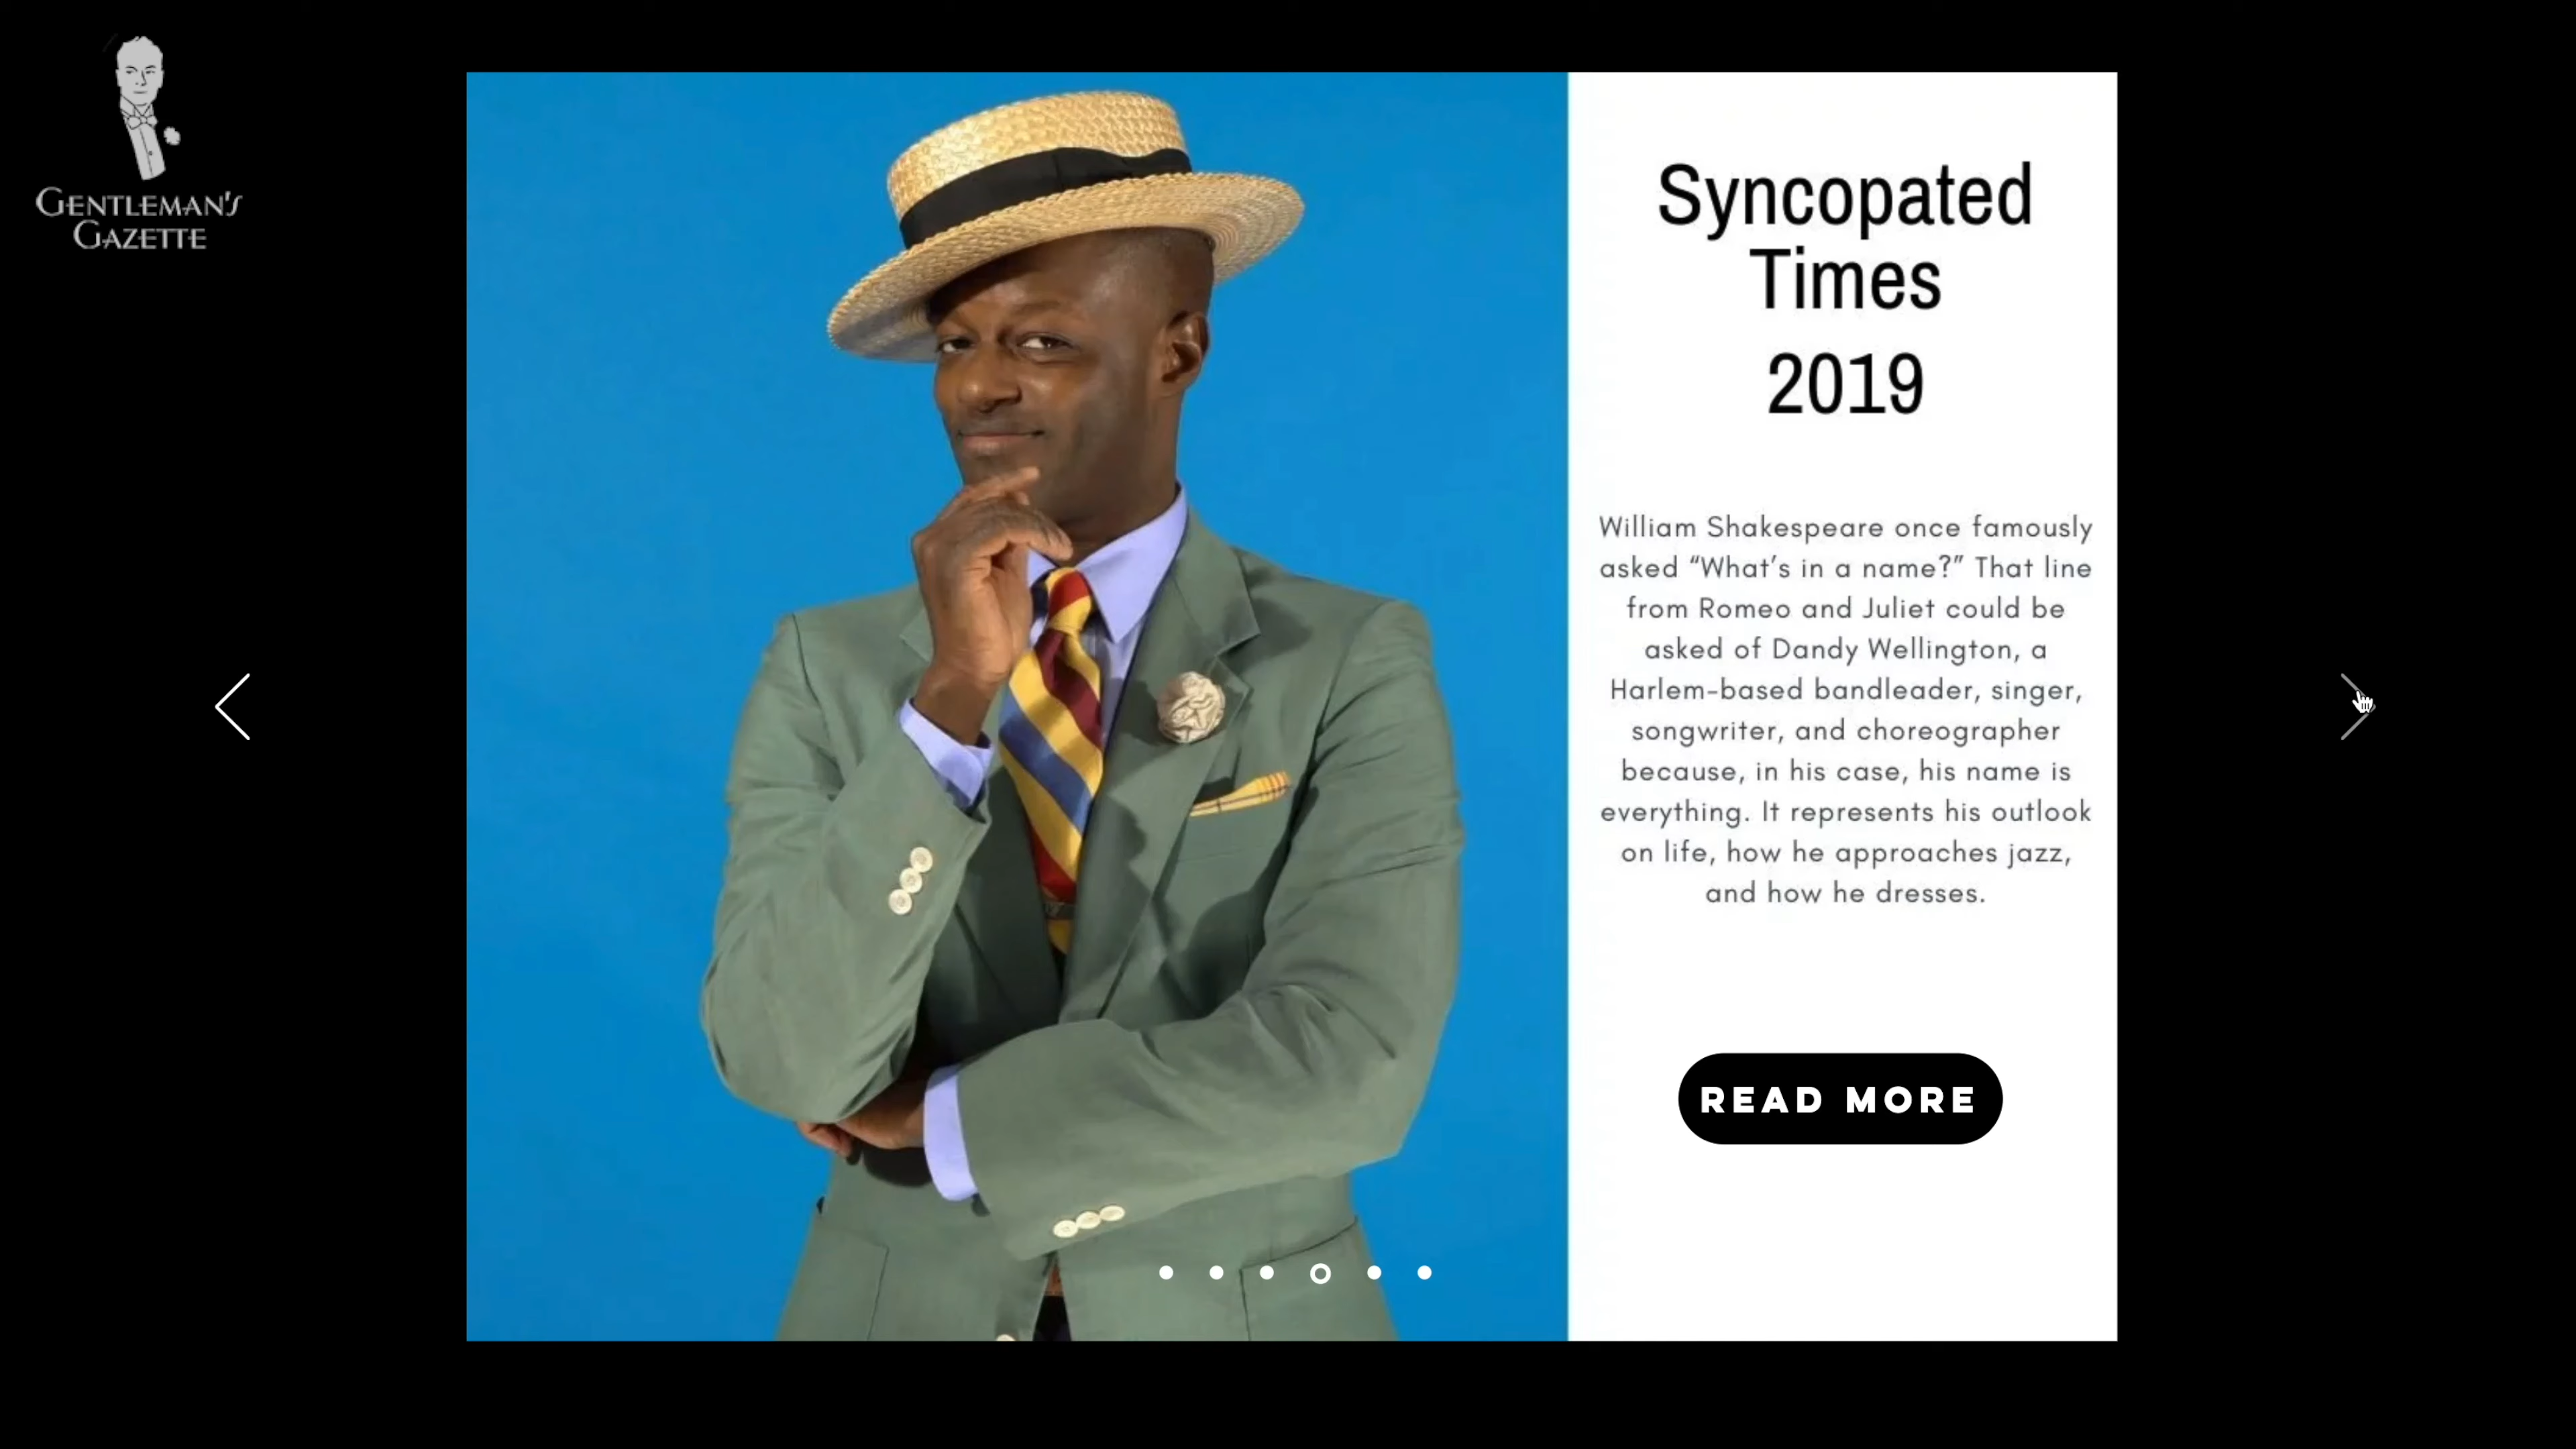 GENTLEMAN'S
GAZETTE
Syncopated
Times
2019
William Shakespeare once famously
asked “What’s in a name?” That line
from Romeo and Juliet could be
asked of Dandy Wellington, a
Harlem-based bandleader, singer,
songwriter, and choreographer
because, in his case, his name is
everything. It represents his outlook
on life, how he approaches jazz,
and how he dresses.
READ MORE